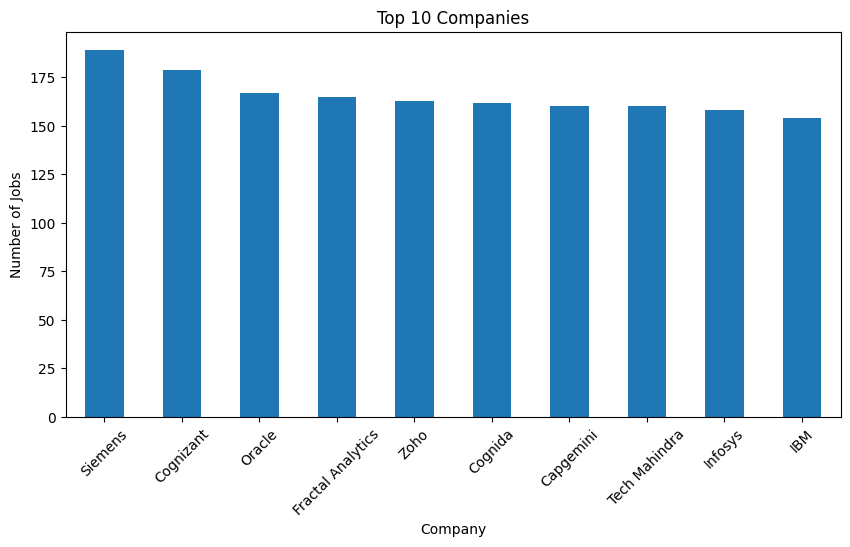 Top 10 Companies
Number of Jobs
175
150
125
100
75
50
25
0
Siemens
Cognizant
Oracle
Fractal Analytics
Zoho
Cognida
Capgemini
Tech Mahindra
Infosys
IBM
Company